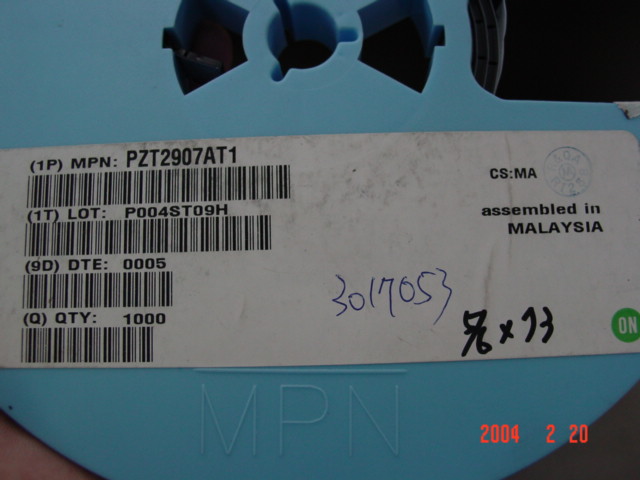 (1P) MPN: PZT2907AT1
CS:MA
(1T) LOT: P004ST09H
assembled in
MALAYSIA
(9D) DTE: 0005
(Q) QTY: 1000
3017053
ON
MPN
2004 2 20